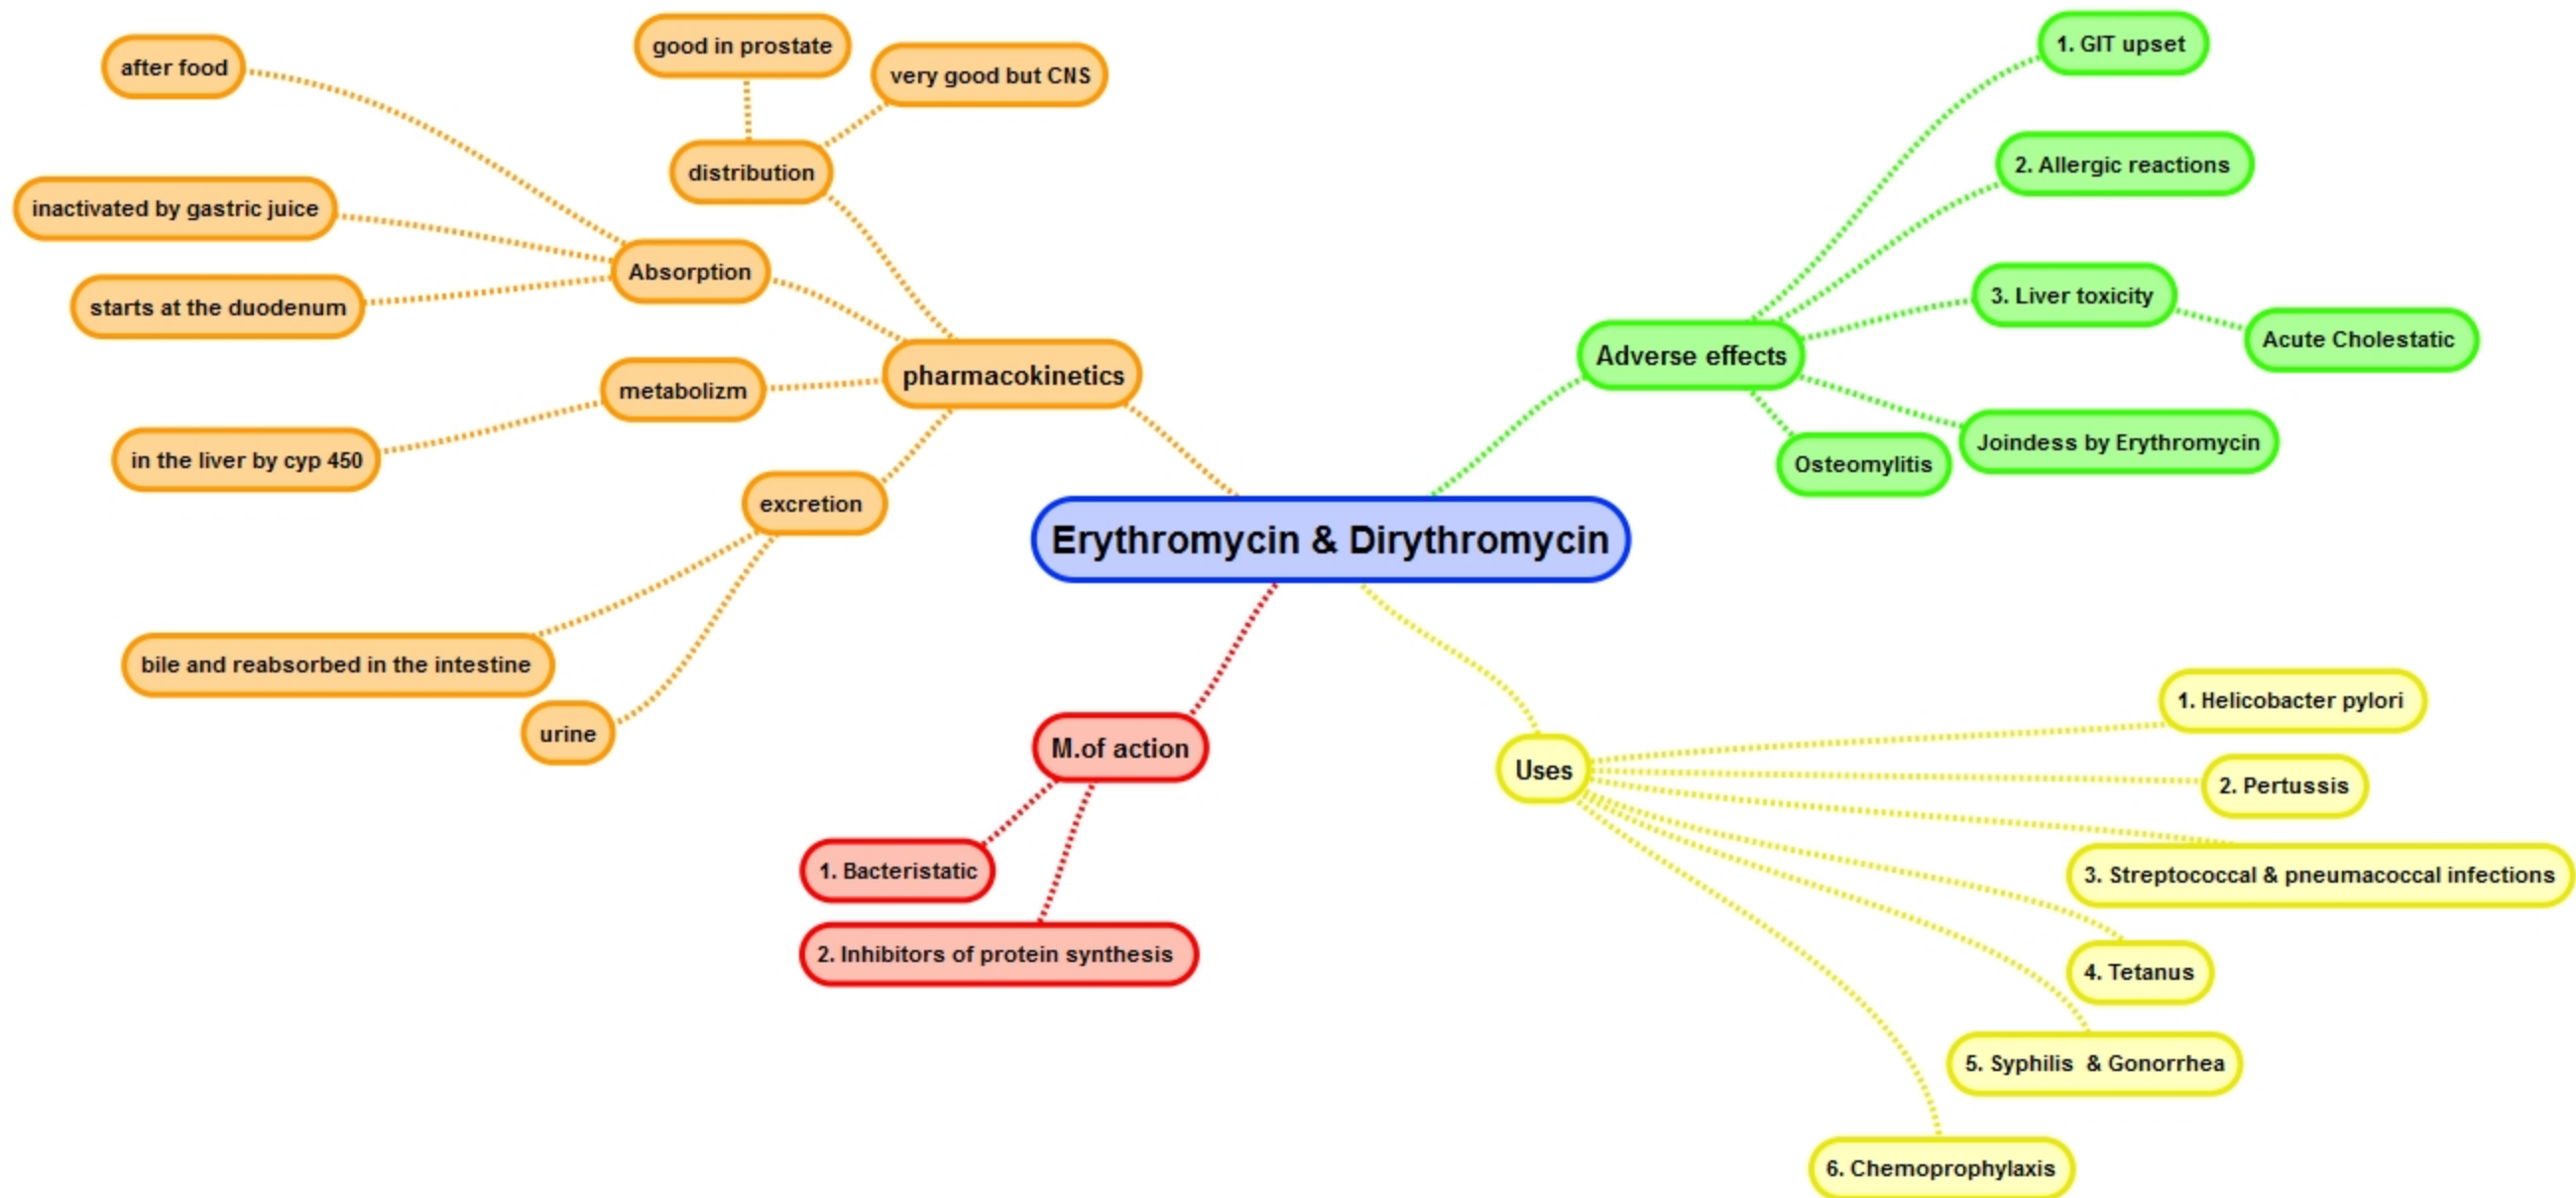 Erythromycin & Dirythromycin
pharmacokinetics
distribution
good in prostate
very good but CNS
Absorption
after food
inactivated by gastric juice
starts at the duodenum
metabolizm
in the liver by cyp 450
excretion
bile and reabsorbed in the intestine
urine
Adverse effects
1. GIT upset
2. Allergic reactions
3. Liver toxicity
Acute Cholestatic
Joindess by Erythromycin
Osteomylitis
M.of action
1. Bacteristatic
2. Inhibitors of protein synthesis
Uses
1. Helicobacter pylori
2. Pertussis
3. Streptococcal & pneumacoccal infections
4. Tetanus
5. Syphilis & Gonorrhea
6. Chemoprophylaxis